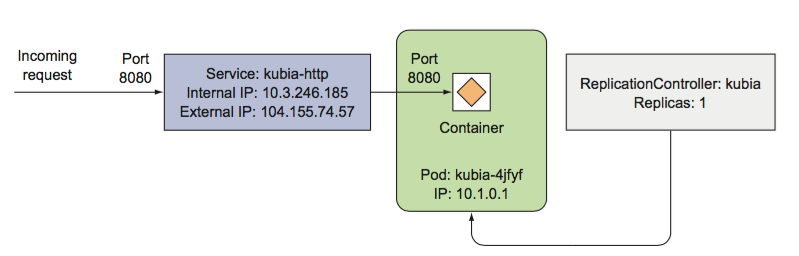 Incoming
request
Port
8080
Service: kubia-http
Internal IP: 10.3.246.185
External IP: 104.155.74.57
Port
8080
Container
Pod: kubia-4jfyf
IP: 10.1.0.1
ReplicationController: kubia
Replicas: 1